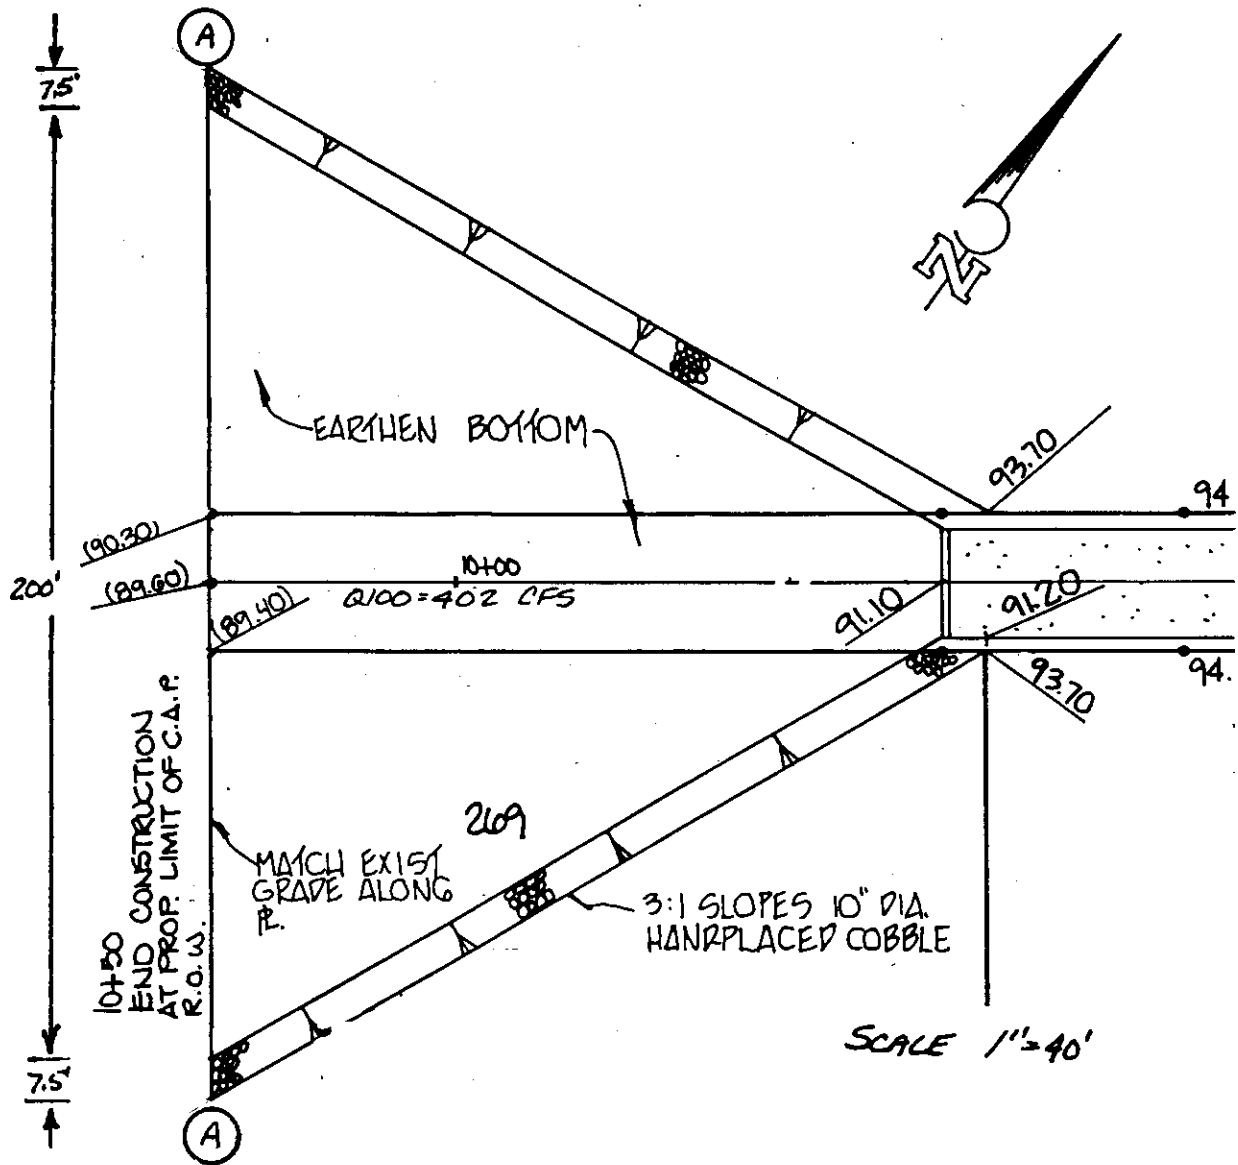 A
7.5'
N
EARTHEN BOTTOM
93.70
94
(90.30)
(89.60)
(89.40)
200'
10+00
Q100=402 CFS
91.10
91.20
93.70
94.
10+50
END CONSTRUCTION
AT PROP. LIMIT OF C.A.P.
R.O.W.
269
MATCH EXIST
GRADE ALONG
PL.
3:1 SLOPES 10" DIA.
HANDPLACED COBBLE
SCALE 1"=40'
7.5'
A